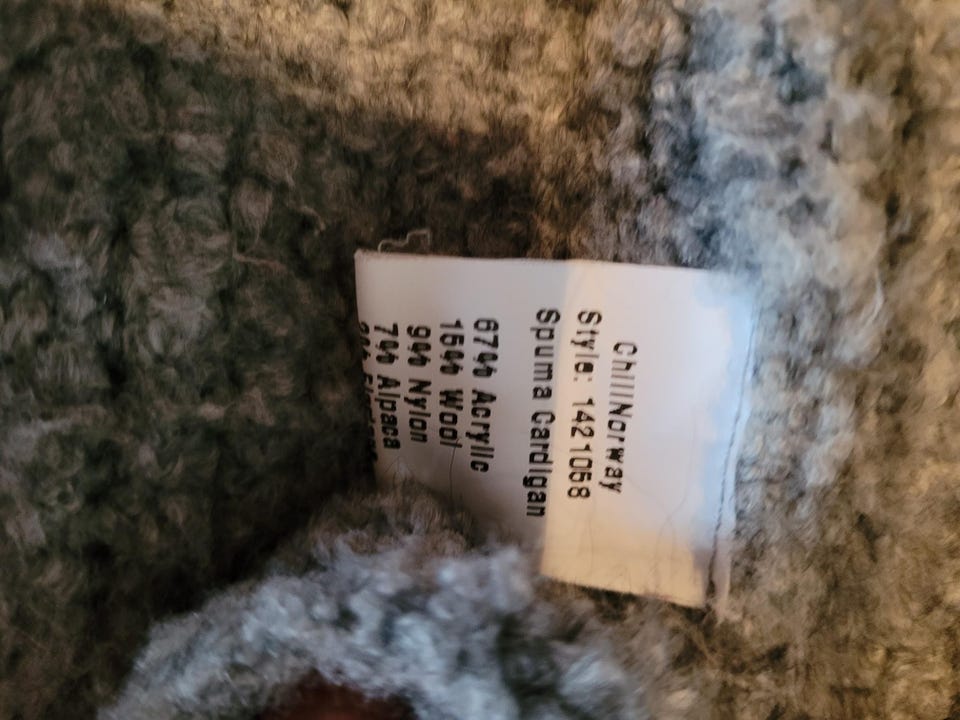 ChillNorway
Style: 1421058
Spuma Cardigan
67% Acrylic
15% Wool
9% Nylon
7% Alpaca